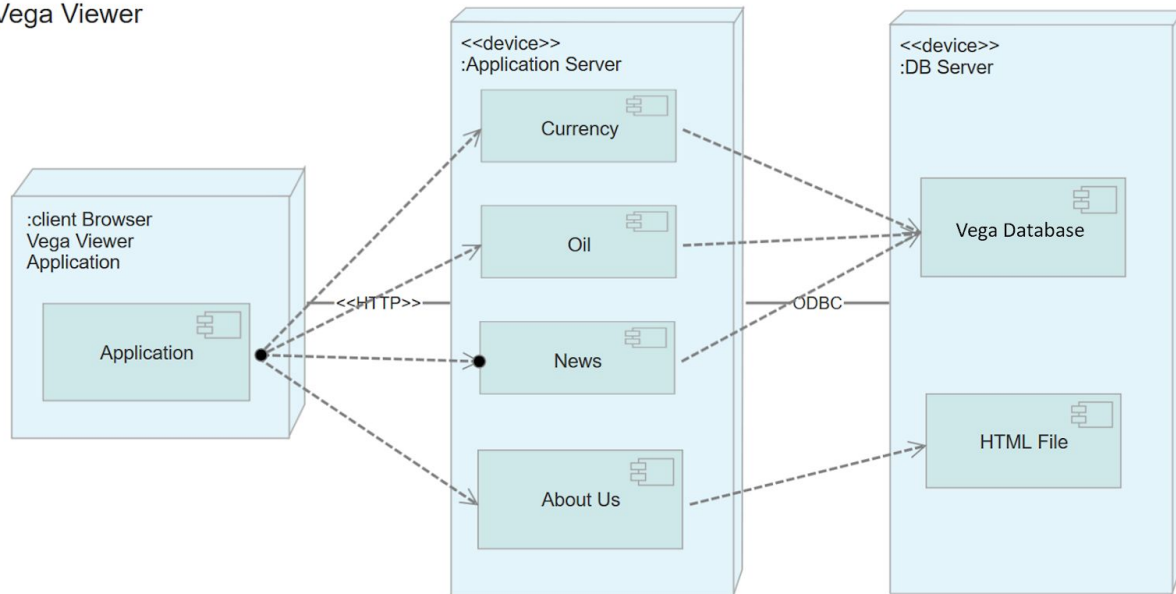 Vega Viewer
<<device>>
:Application Server
<<device>>
:DB Server
Currency
:client Browser
Vega Viewer
Application
Oil
Vega Database
<<HTTP>>
ODBC
Application
News
HTML File
About Us